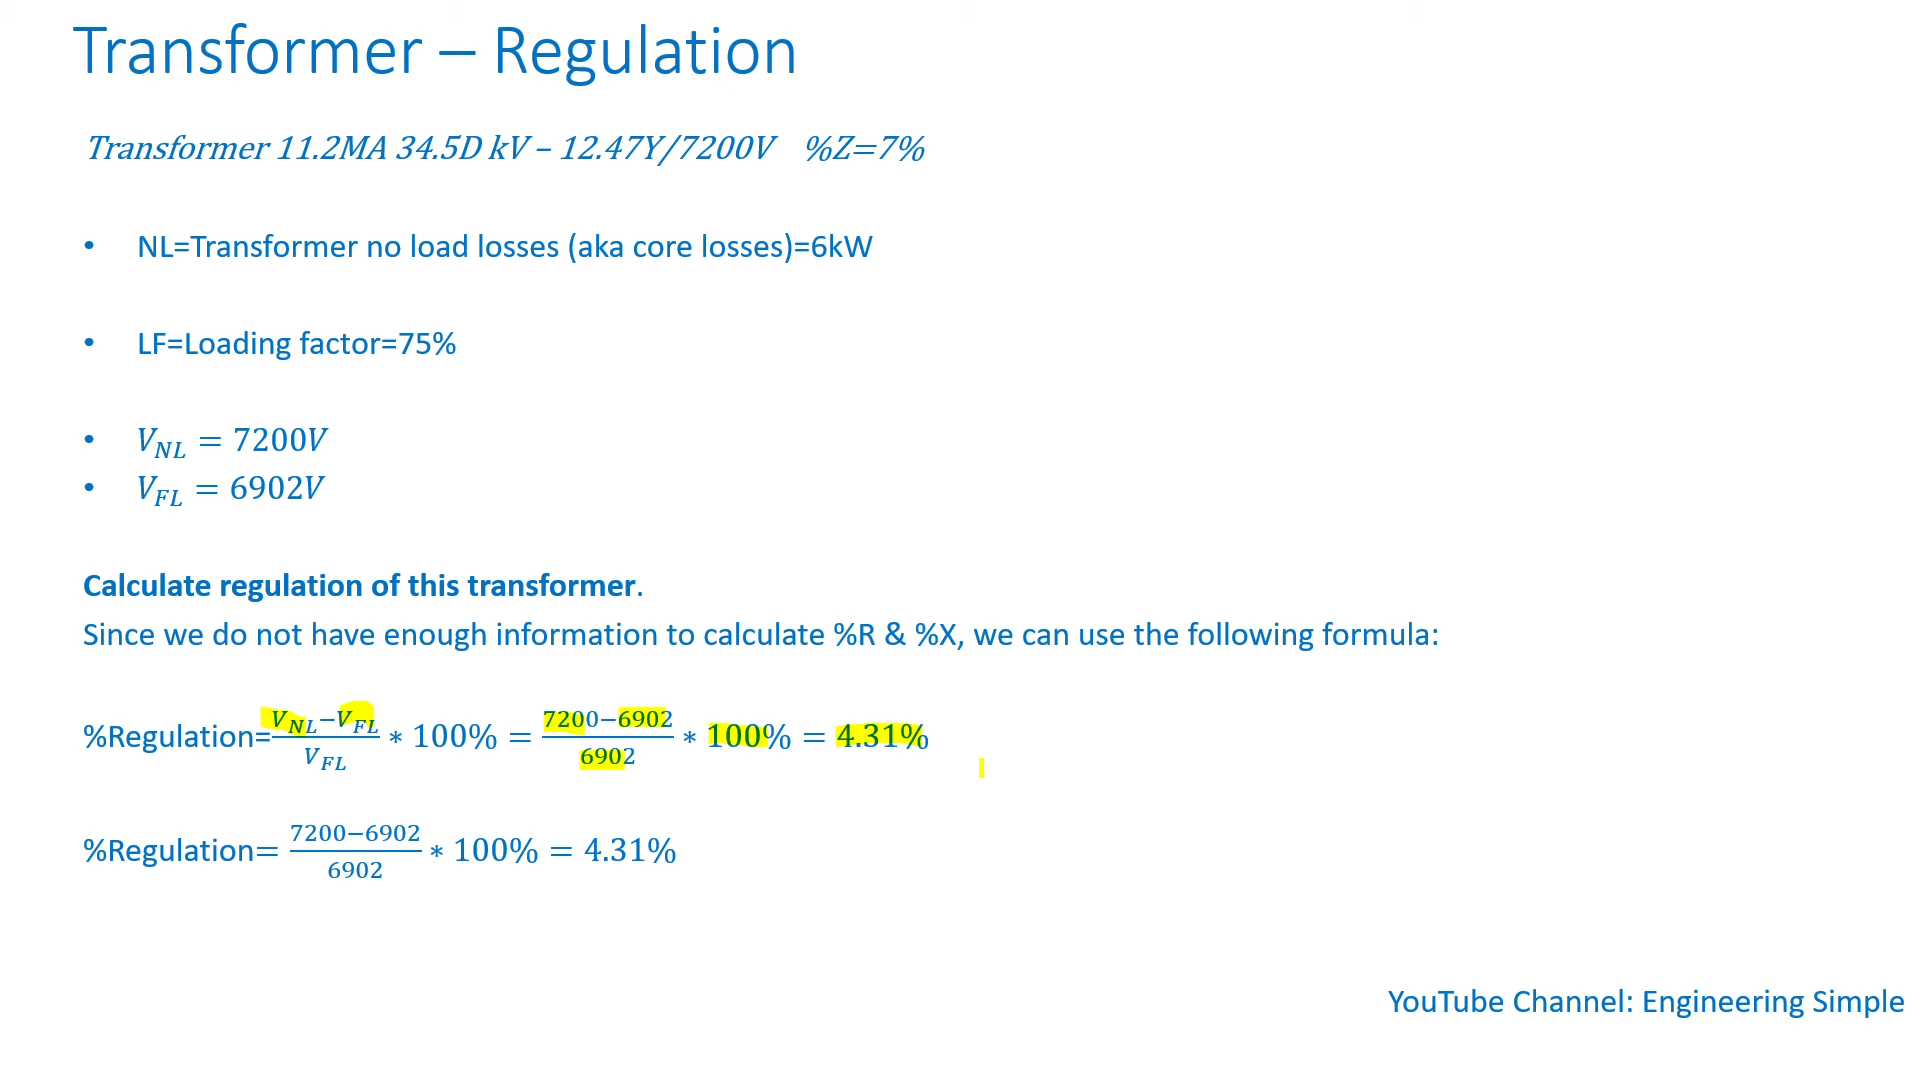 Transformer – Regulation
Transformer 11.2MA 34.5D kV – 12.47Y/7200V %Z=7%
• NL=Transformer no load losses (aka core losses)=6kW
• LF=Loading factor=75%
• V_NL = 7200V
• V_FL = 6902V
Calculate regulation of this transformer.
Since we do not have enough information to calculate %R & %X, we can use the following formula:
%Regulation=(V_NL−V_FL)/V_FL ∗ 100% = (7200−6902)/6902 ∗ 100% = 4.31%
%Regulation= (7200−6902)/6902 ∗ 100% = 4.31%
YouTube Channel: Engineering Simple